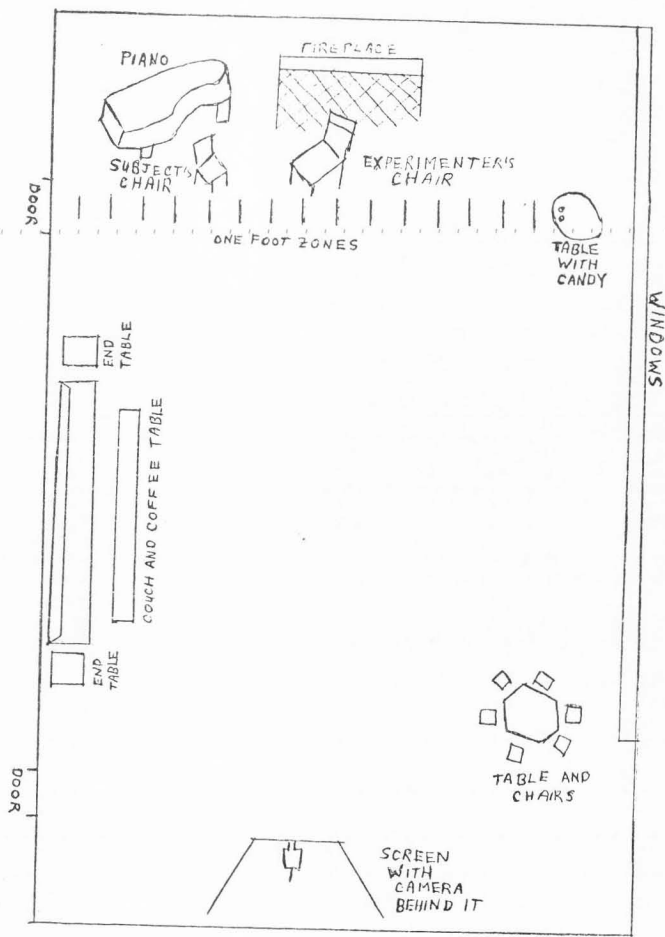 FIREPLACE
PIANO
SUBJECT'S
CHAIR
EXPERIMENTER'S
CHAIR
DOOR
ONE FOOT ZONES
TABLE
WITH
CANDY
WINDOWS
END
TABLE
COUCH AND COFFEE TABLE
END
TABLE
DOOR
TABLE AND
CHAIRS
SCREEN
WITH
CAMERA
BEHIND IT